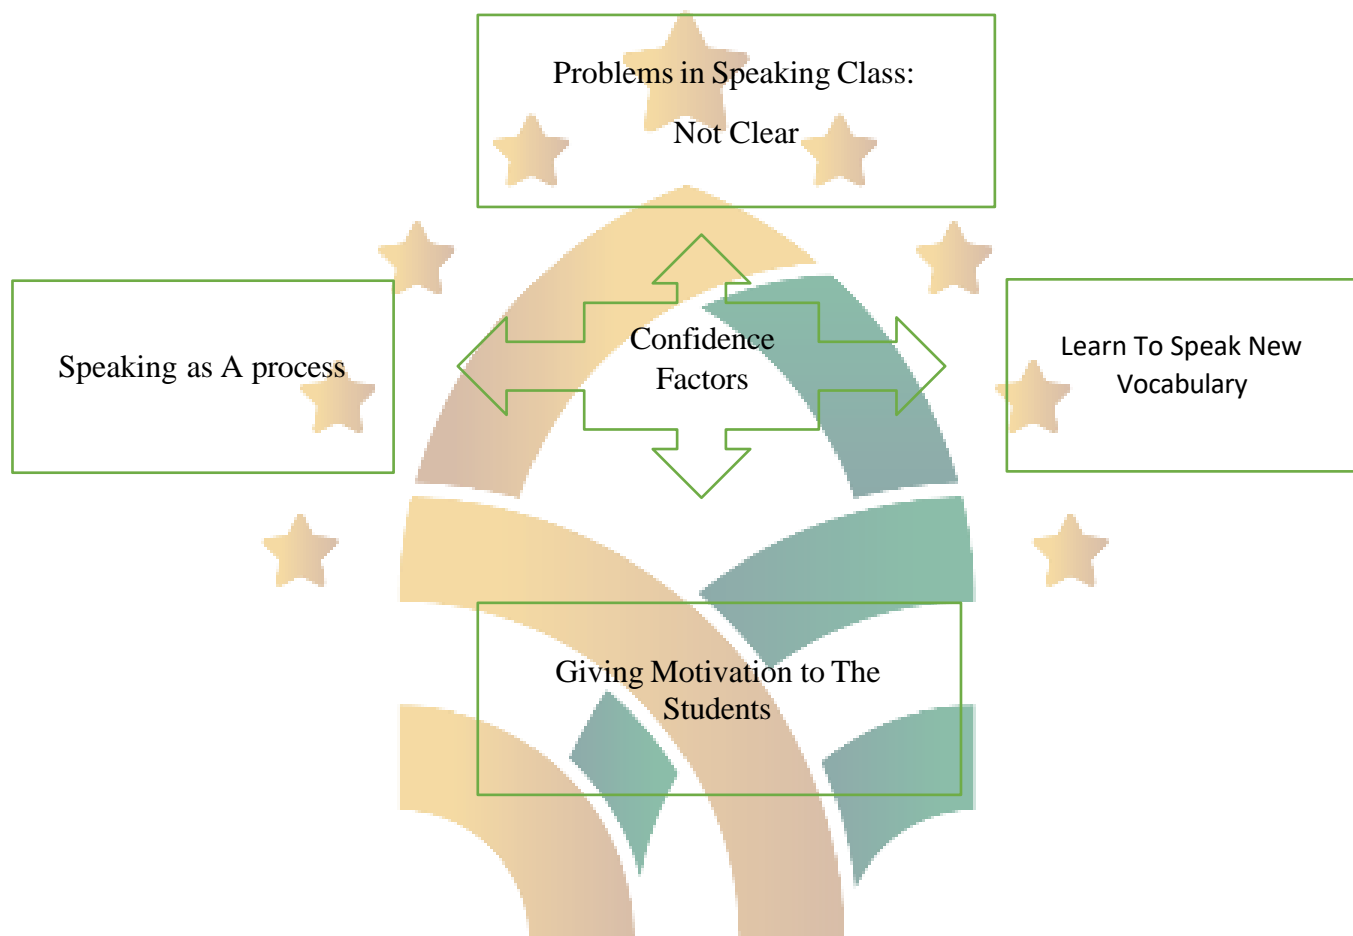 Problems in Speaking Class:
Not Clear
Confidence
Factors
Speaking as A process
Learn To Speak New
Vocabulary
Giving Motivation to The
Students